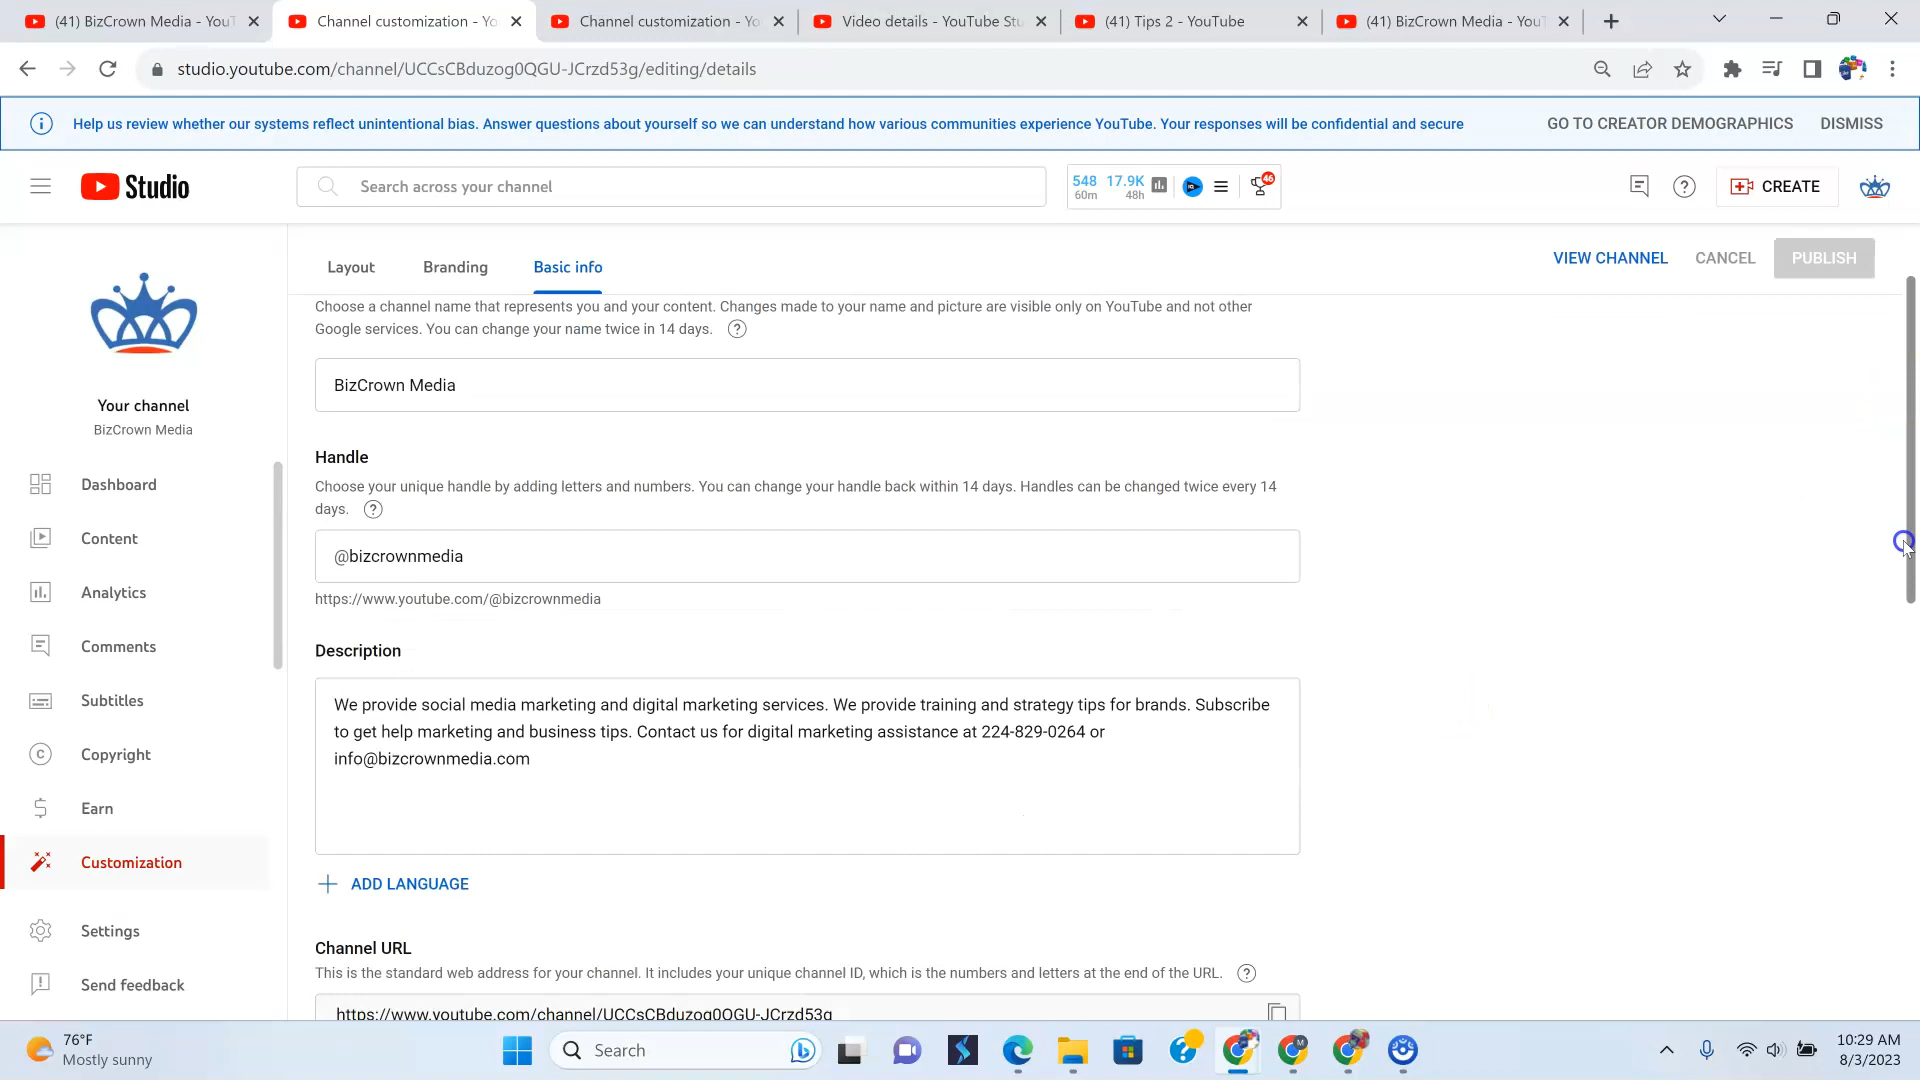 (41) BizCrown Media - YouT
Channel customization - Yo
Channel customization - Yo
Video details - YouTube Stu
(41) Tips 2 - YouTube
(41) BizCrown Media - YouT
studio.youtube.com/channel/UCCsCBduzog0QGU-JCrzd53g/editing/details
Help us review whether our systems reflect unintentional bias. Answer questions about yourself so we can understand how various communities experience YouTube. Your responses will be confidential and secure
GO TO CREATOR DEMOGRAPHICS
DISMISS
Studio
Search across your channel
548 17.9K
60m 48h
46
CREATE
Layout
Branding
Basic info
VIEW CHANNEL
CANCEL
PUBLISH
Your channel
BizCrown Media
Dashboard
Content
Analytics
Comments
Subtitles
Copyright
Earn
Customization
Settings
Send feedback
Choose a channel name that represents you and your content. Changes made to your name and picture are visible only on YouTube and not other
Google services. You can change your name twice in 14 days.
BizCrown Media
Handle
Choose your unique handle by adding letters and numbers. You can change your handle back within 14 days. Handles can be changed twice every 14
days.
@bizcrownmedia
https://www.youtube.com/@bizcrownmedia
Description
We provide social media marketing and digital marketing services. We provide training and strategy tips for brands. Subscribe
to get help marketing and business tips. Contact us for digital marketing assistance at 224-829-0264 or
info@bizcrownmedia.com
ADD LANGUAGE
Channel URL
This is the standard web address for your channel. It includes your unique channel ID, which is the numbers and letters at the end of the URL.
https://www.youtube.com/channel/UCCsCBduzog0QGU-JCrzd53g
76°F
Mostly sunny
Search
10:29 AM
8/3/2023